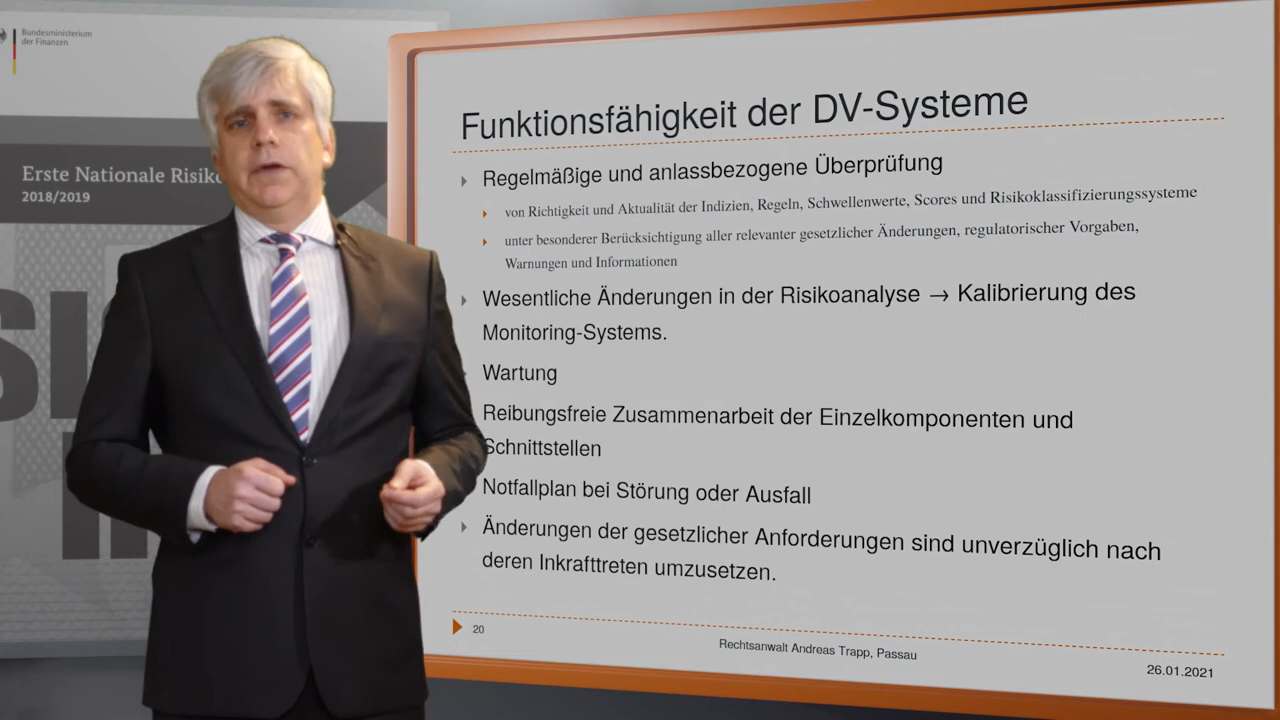 Bundesministerium
der Finanzen
Erste Nationale
2018/2019
Funktionsfähigkeit der DV-Systeme
Regelmäßige und anlassbezogene Überprüfung
von Richtigkeit und Aktualität der Indizien, Regeln, Schwellenwerte, Scores und Risikoklassifizierungssysteme
unter besonderer Berücksichtigung aller relevanter gesetzlicher Änderungen, regulatorischer Vorgaben,
Warnungen und Informationen
Wesentliche Änderungen in der Risikoanalyse → Kalibrierung des
Monitoring-Systems.
Wartung
Reibungsfreie Zusammenarbeit der Einzelkomponenten und
Schnittstellen
Notfallplan bei Störung oder Ausfall
Änderungen der gesetzlicher Anforderungen sind unverzüglich nach
deren Inkrafttreten umzusetzen.
20
Rechtsanwalt Andreas Trapp, Passau
26.01.2021